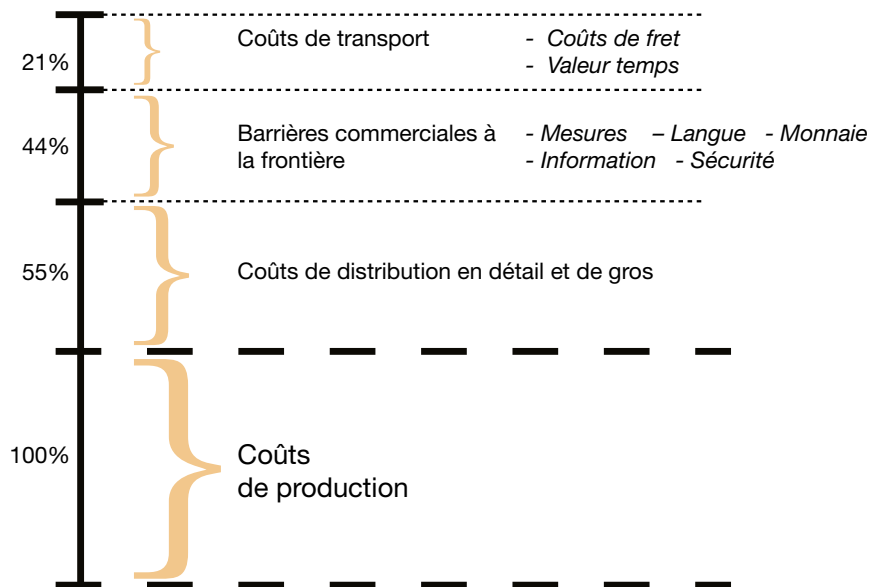 Coûts de transport - Coûts de fret
21% - Valeur temps
44% Barrières commerciales à - Mesures – Langue - Monnaie
la frontière - Information - Sécurité
55% Coûts de distribution en détail et de gros
100% Coûts
de production